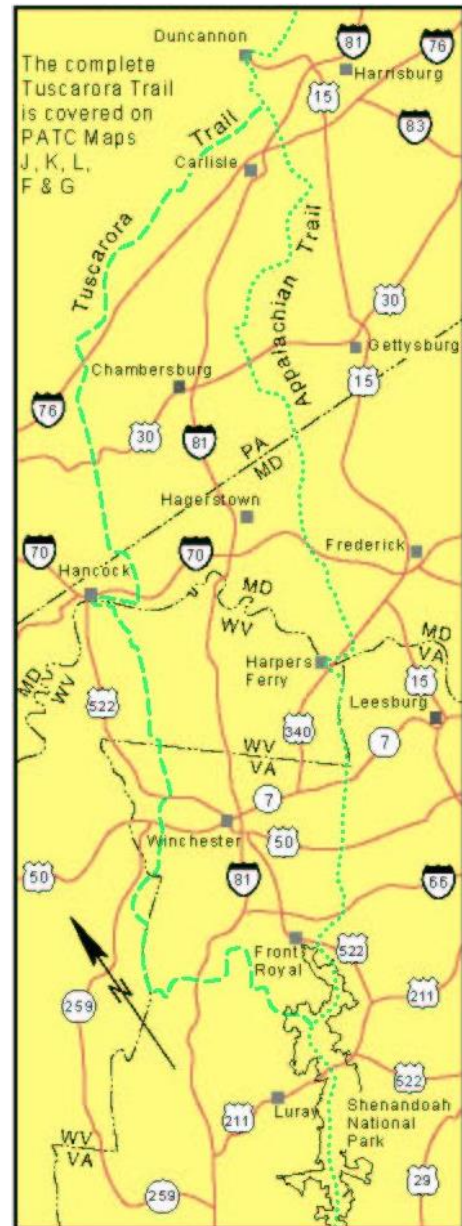 Duncannon
81
76
The complete
Tuscarora Trail
is covered on
PATC Maps
J, K, L,
F & G
15
Harrisburg
83
Tuscarora Trail
Carlisle
Appalachian Trail
30
Gettysburg
15
Chambersburg
76
30
81
PA
MD
Hagerstown
70
70
Frederick
Hancock
MD
WV
MD
WV
MD
VA
Harpers
Ferry
15
522
Leesburg
340
7
WV
VA
7
Winchester
50
50
81
66
Front
Royal
522
N
211
259
522
Luray
211
Shenandoah
National
Park
WV
VA
259
29